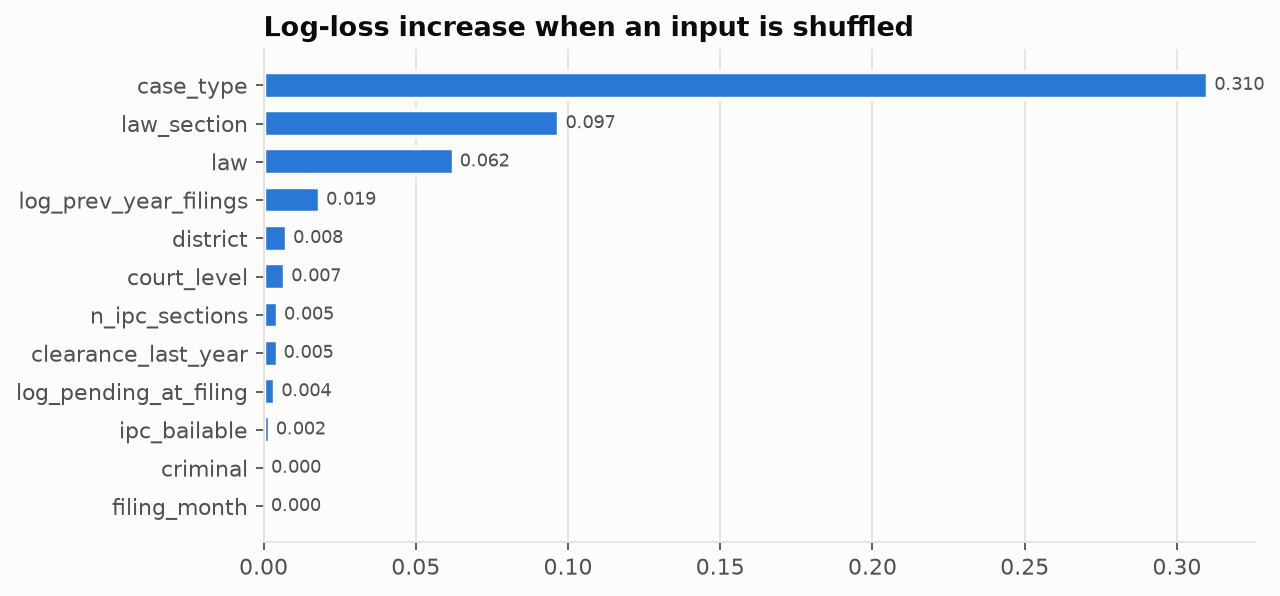 Log-loss increase when an input is shuffled
case_type 0.310
law_section 0.097
law 0.062
log_prev_year_filings 0.019
district 0.008
court_level 0.007
n_ipc_sections 0.005
clearance_last_year 0.005
log_pending_at_filing 0.004
ipc_bailable 0.002
criminal 0.000
filing_month 0.000
0.00 0.05 0.10 0.15 0.20 0.25 0.30